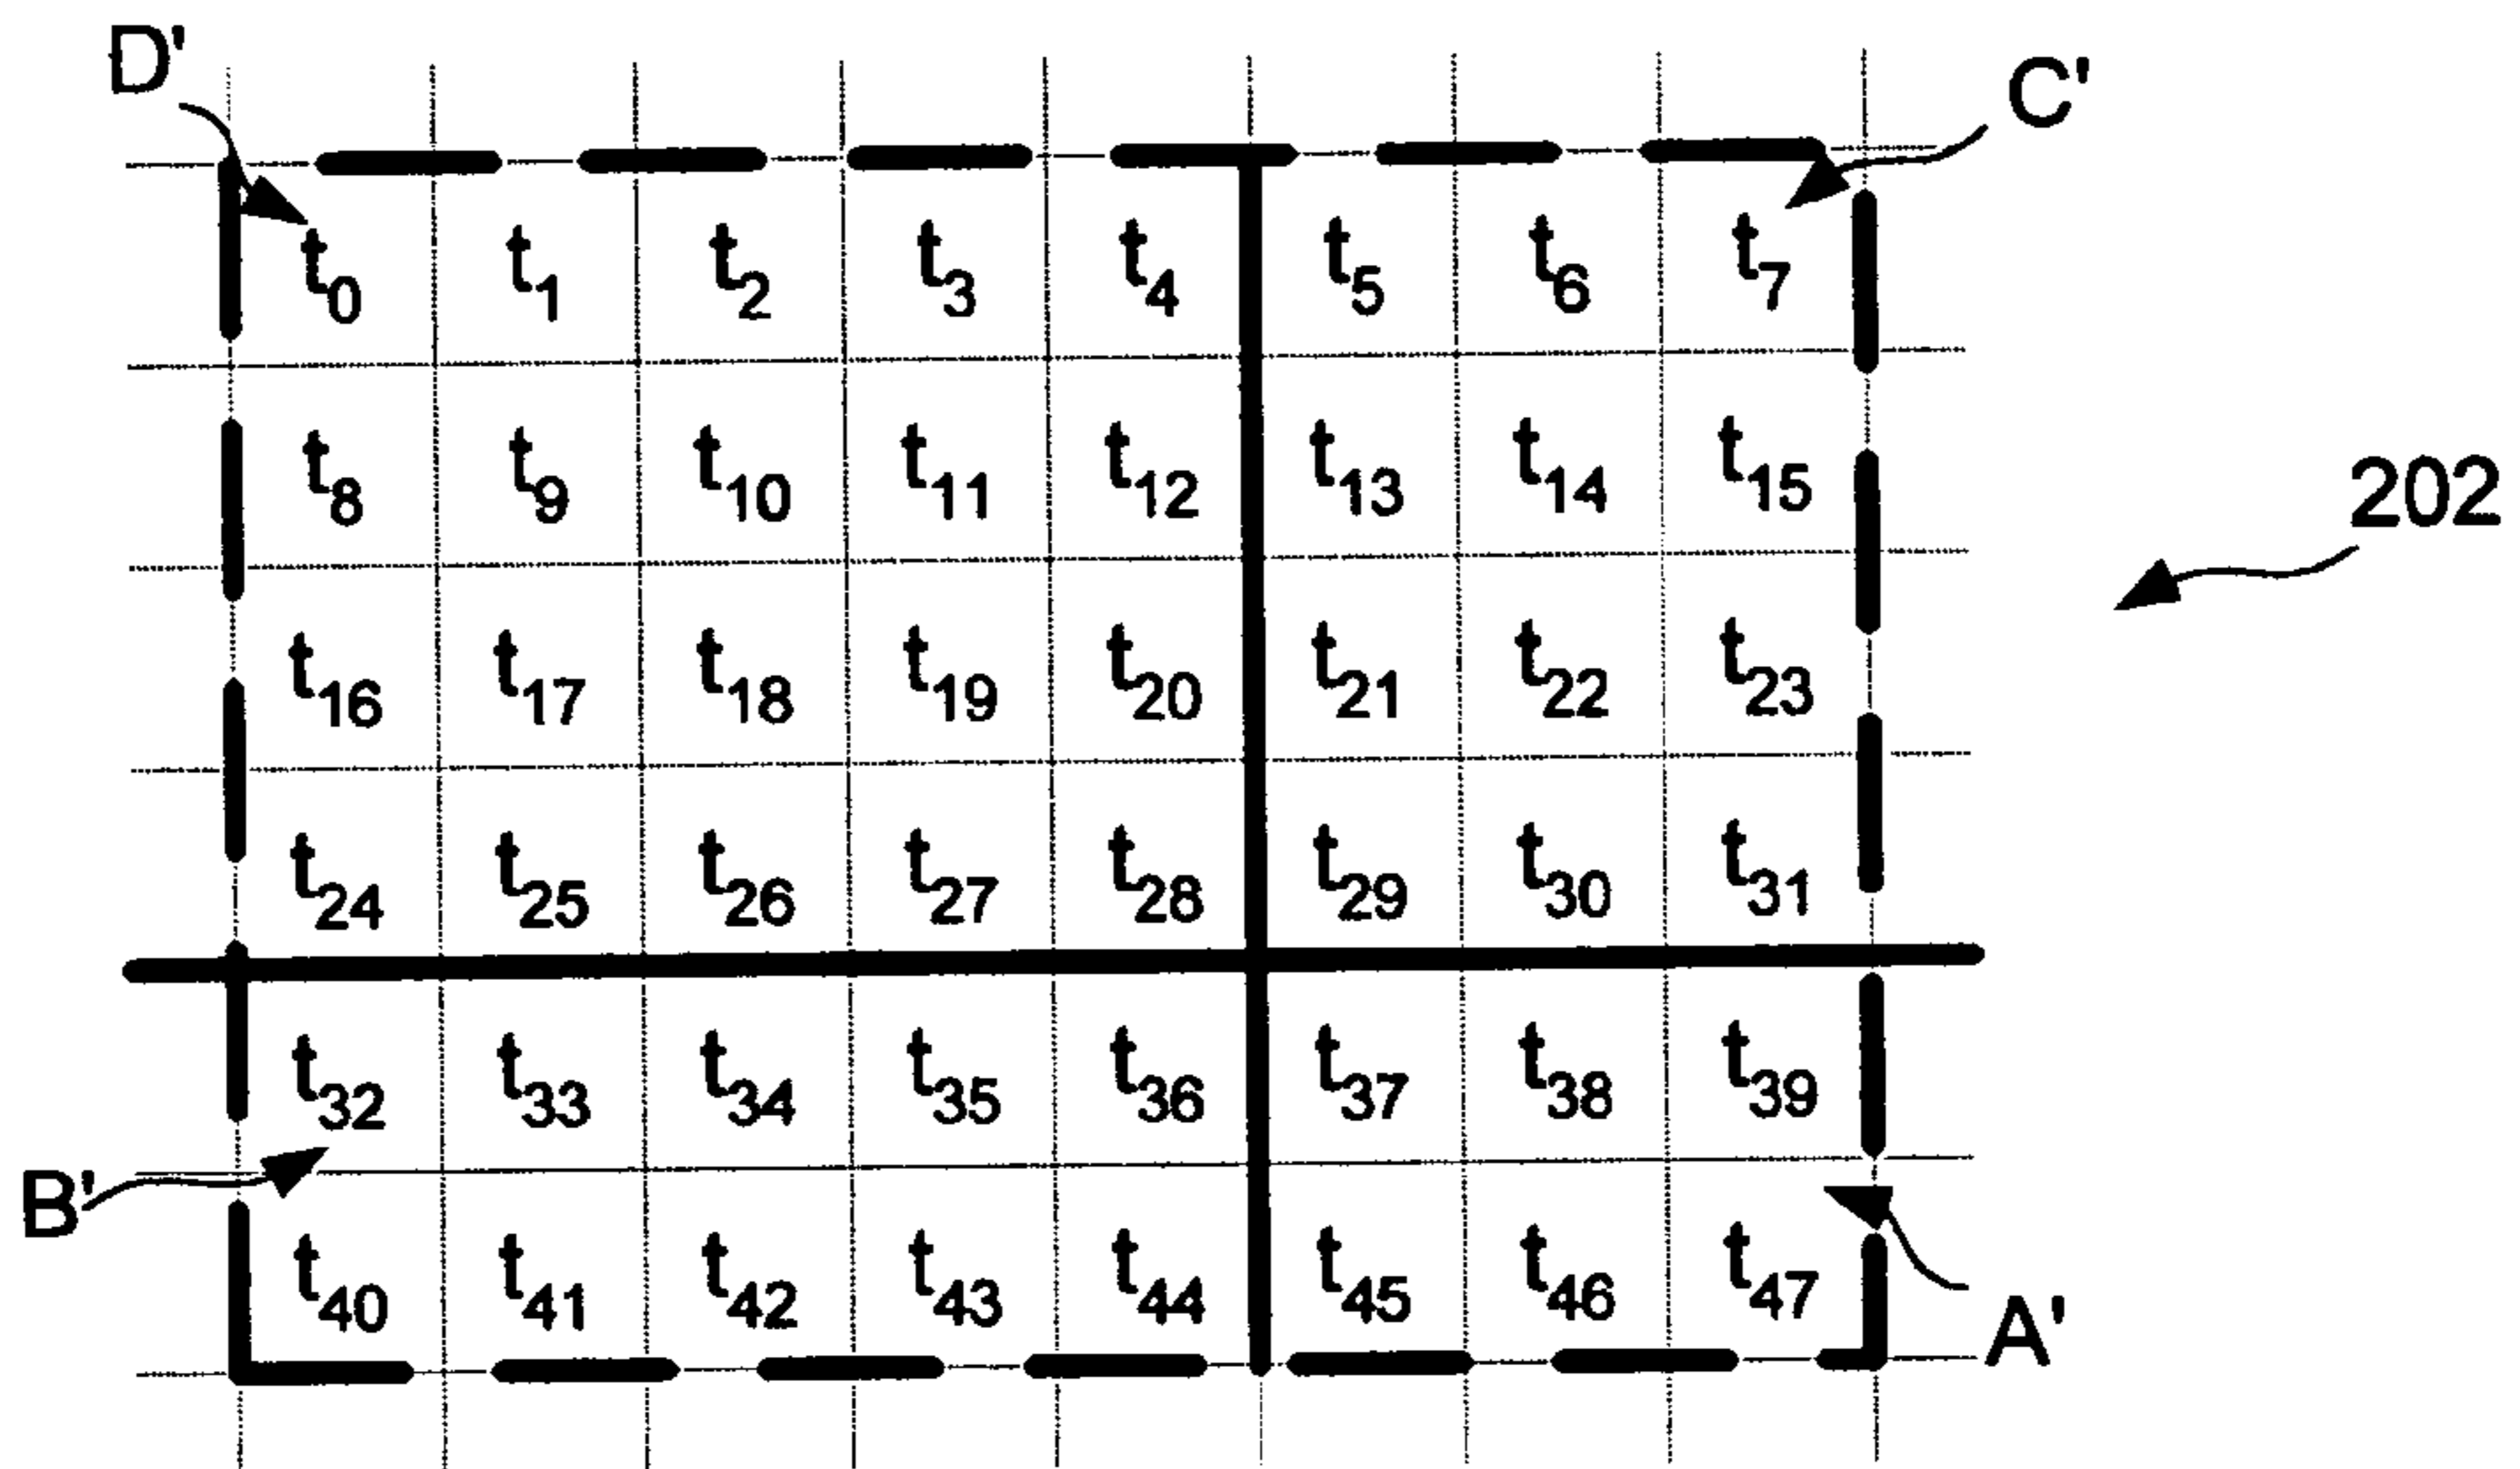 D' C'
t0 t1 t2 t3 t4 t5 t6 t7
t8 t9 t10 t11 t12 t13 t14 t15
202
t16 t17 t18 t19 t20 t21 t22 t23
t24 t25 t26 t27 t28 t29 t30 t31
t32 t33 t34 t35 t36 t37 t38 t39
B'
t40 t41 t42 t43 t44 t45 t46 t47
A'